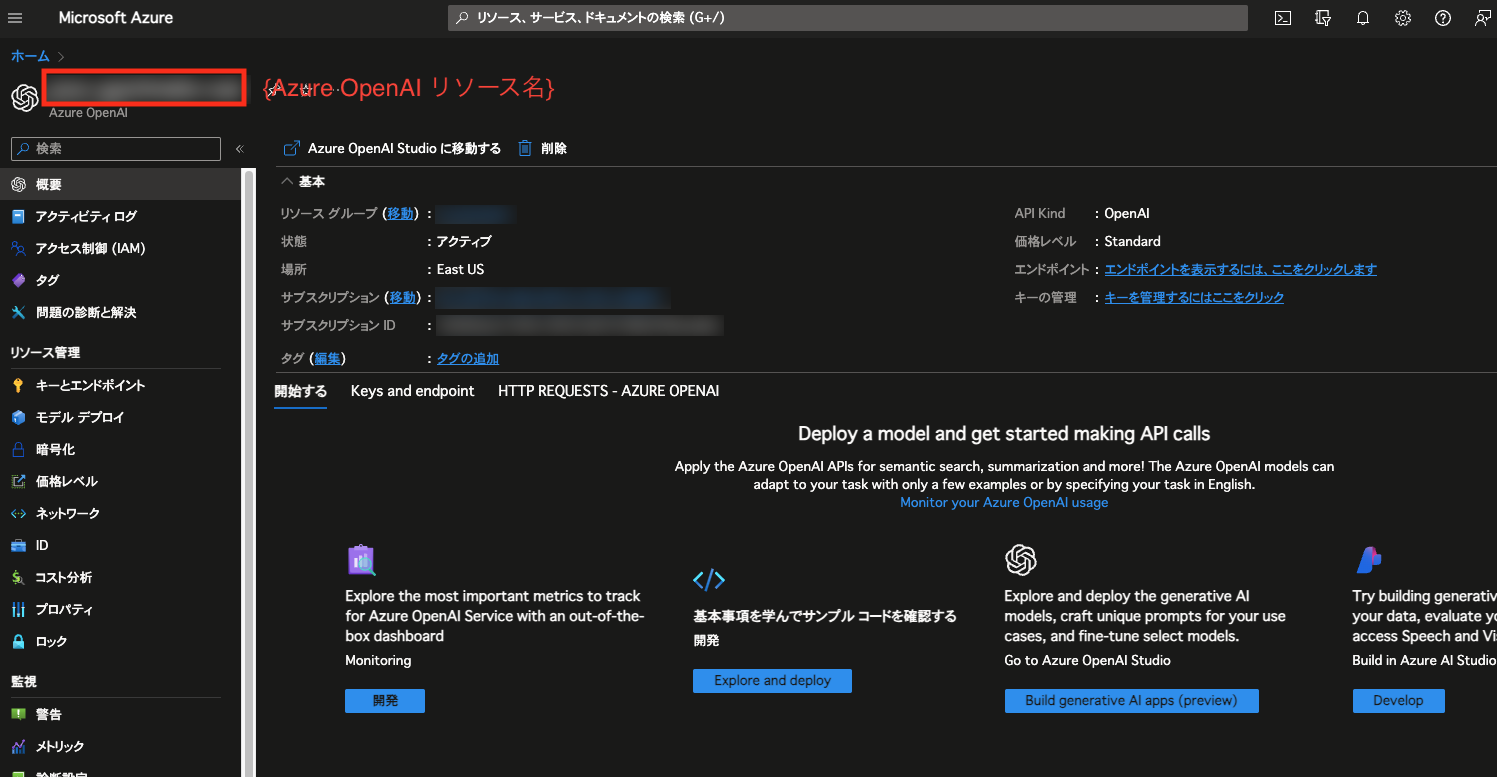 Microsoft Azure
リソース、サービス、ドキュメントの検索 (G+/)
ホーム
{Azure OpenAI リソース名}
Azure OpenAI
検索
«
Azure OpenAI Studio に移動する
削除
概要
アクティビティ ログ
アクセス制御 (IAM)
タグ
問題の診断と解決
リソース管理
キーとエンドポイント
モデル デプロイ
暗号化
価格レベル
ネットワーク
ID
コスト分析
プロパティ
ロック
監視
警告
メトリック
診断設定
基本
リソース グループ (移動) :
状態 : アクティブ
場所 : East US
サブスクリプション (移動) :
サブスクリプション ID :
タグ (編集) : タグの追加
API Kind : OpenAI
価格レベル : Standard
エンドポイント : エンドポイントを表示するには、ここをクリックします
キーの管理 : キーを管理するにはここをクリック
開始する Keys and endpoint HTTP REQUESTS - AZURE OPENAI
Deploy a model and get started making API calls
Apply the Azure OpenAI APIs for semantic search, summarization and more! The Azure OpenAI models can
adapt to your task with only a few examples or by specifying your task in English.
Monitor your Azure OpenAI usage
Explore the most important metrics to track
for Azure OpenAI Service with an out-of-the-
box dashboard
Monitoring
開発
基本事項を学んでサンプル コードを確認する
開発
Explore and deploy
Explore and deploy the generative AI
models, craft unique prompts for your use
cases, and fine-tune select models.
Go to Azure OpenAI Studio
Build generative AI apps (preview)
Try building generativ
your data, evaluate yo
access Speech and Vis
Build in Azure AI Studio
Develop